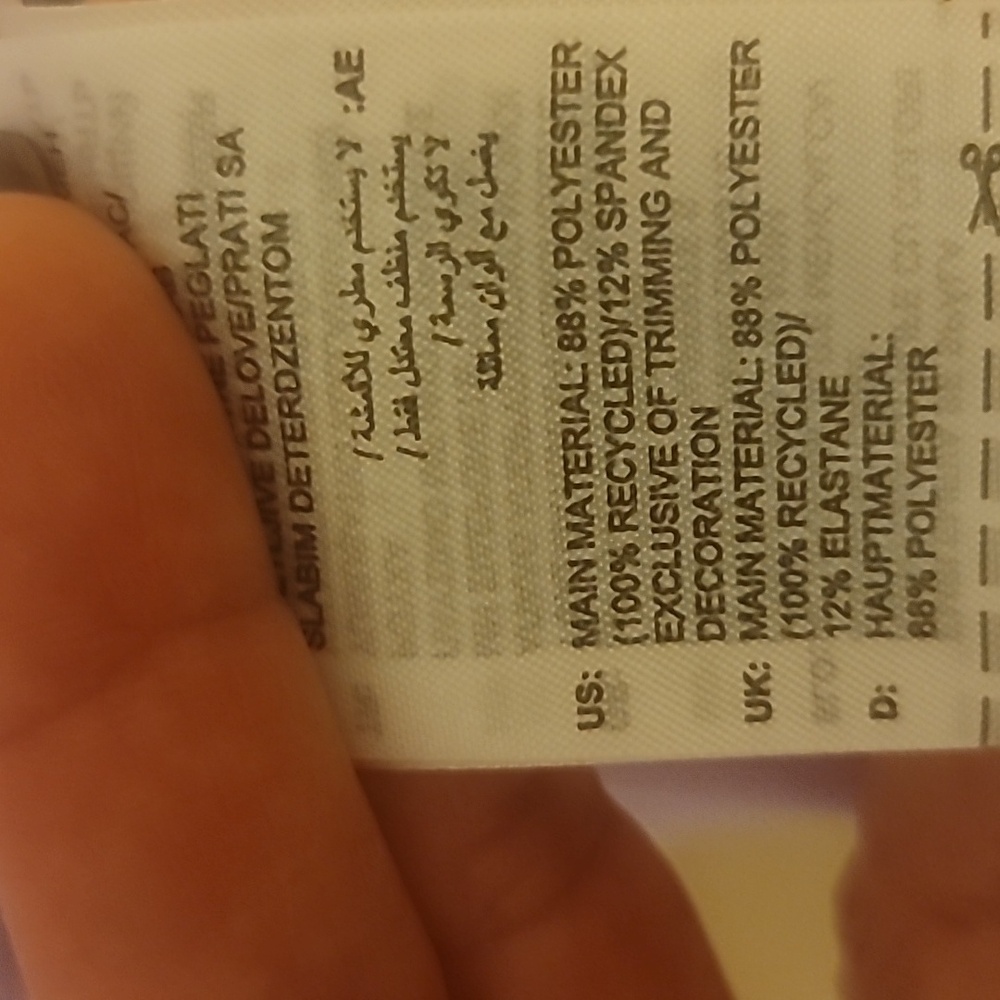 PEGLATI
DELOVE/PRATI SA
SLABIM DETERDZENTOM
AE: لا يستخدم مطري للاقمشة/
يستخدم منظف محكل فقط/
لا تكوي الرسمة/
يغسل مع الوان مماثلة
US: MAIN MATERIAL: 88% POLYESTER
(100% RECYCLED)/12% SPANDEX
EXCLUSIVE OF TRIMMING AND
DECORATION
UK: MAIN MATERIAL: 88% POLYESTER
(100% RECYCLED)/
12% ELASTANE
D: HAUPTMATERIAL:
88% POLYESTER